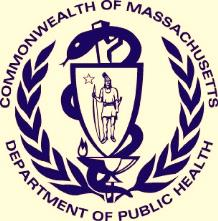 COMMONWEALTH OF MASSACHUSETTS
DEPARTMENT OF PUBLIC HEALTH